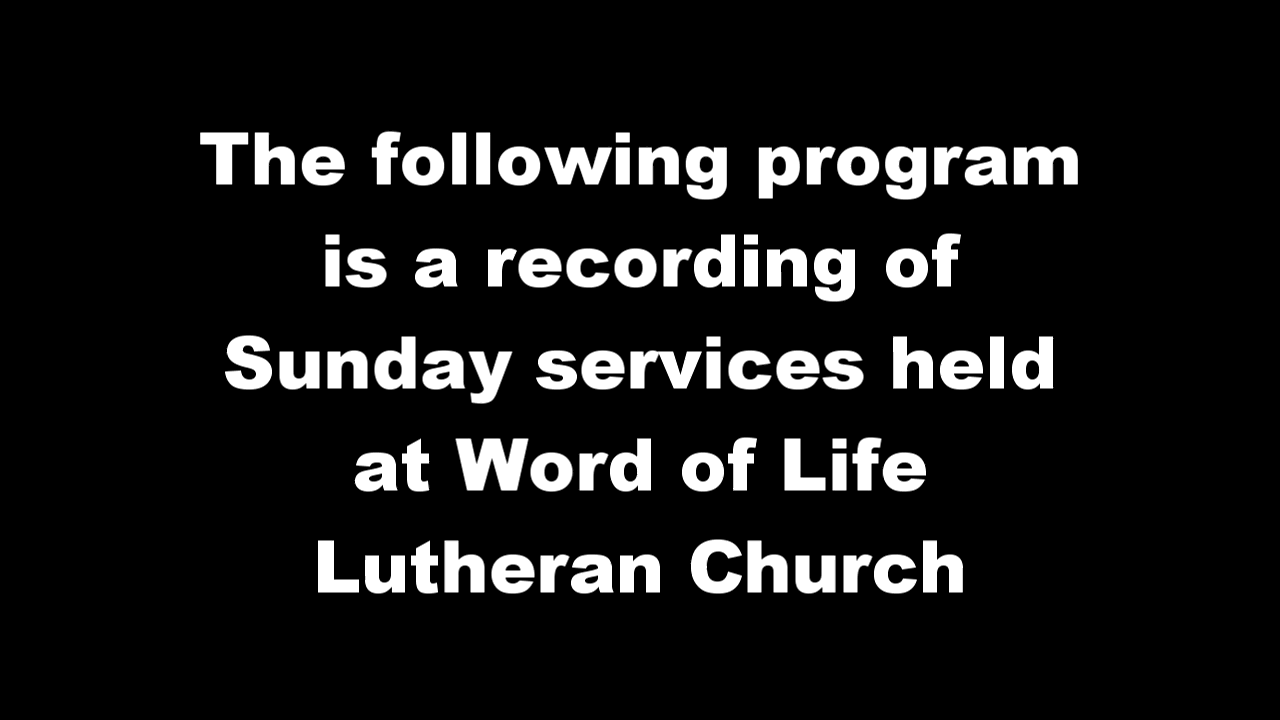 The following program
is a recording of
Sunday services held
at Word of Life
Lutheran Church